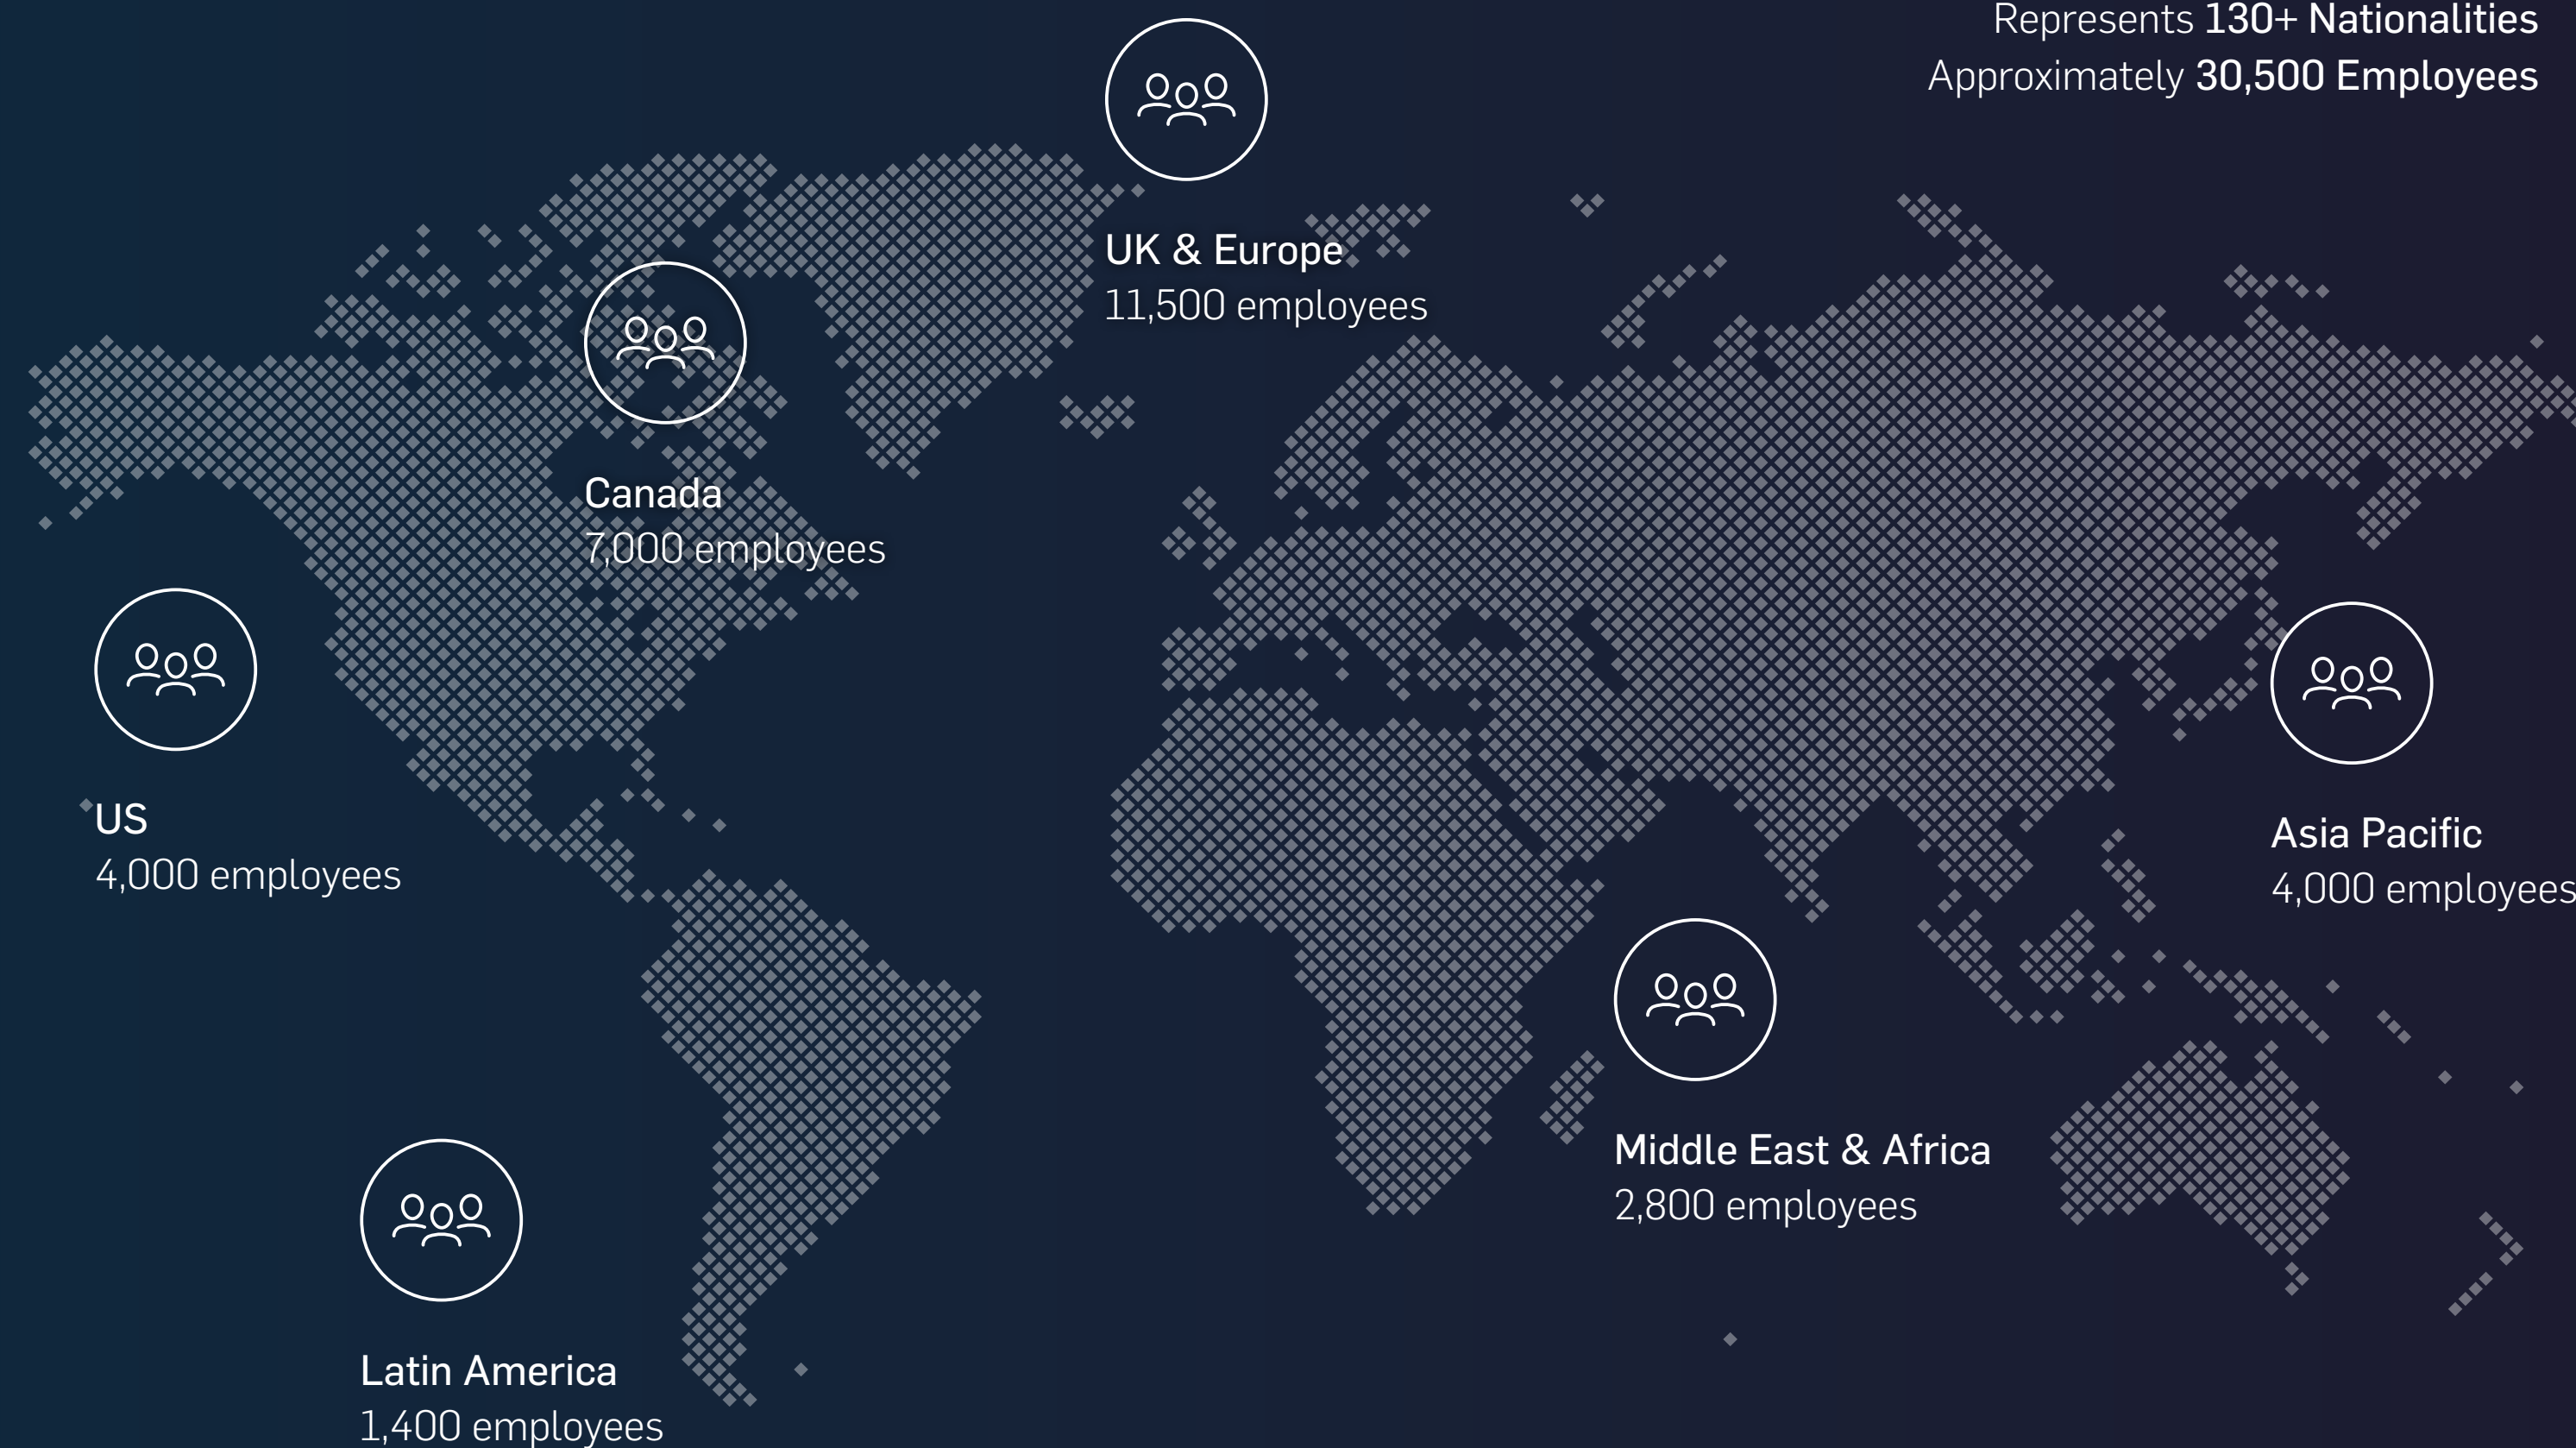 Represents 130+ Nationalities
Approximately 30,500 Employees
UK & Europe
11,500 employees
Canada
7,000 employees
US
4,000 employees
Asia Pacific
4,000 employees
Middle East & Africa
2,800 employees
Latin America
1,400 employees